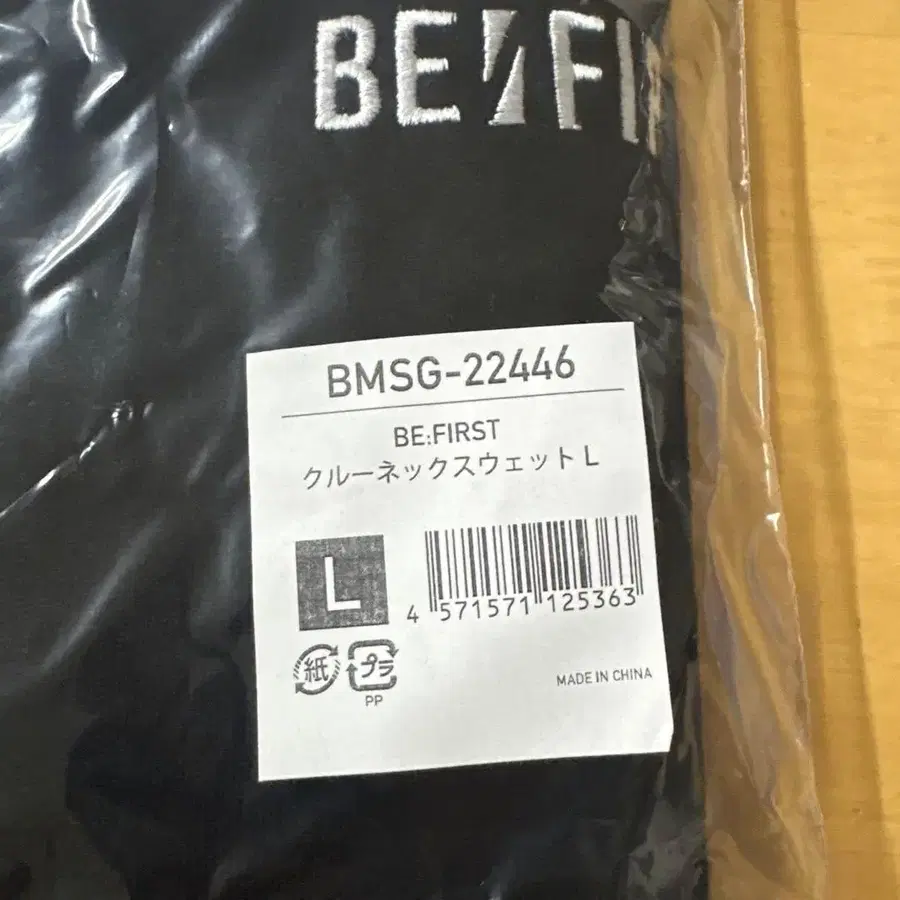 BE:FI
BMSG-22446
BE:FIRST
クルーネックスウェット L
L
4 571571 125363
紙 プラ
PP
MADE IN CHINA